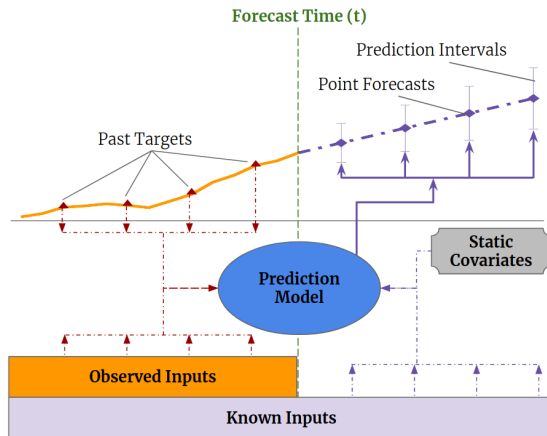 Forecast Time (t)
Prediction Intervals
Point Forecasts
Past Targets
Static
Covariates
Prediction
Model
Observed Inputs
Known Inputs